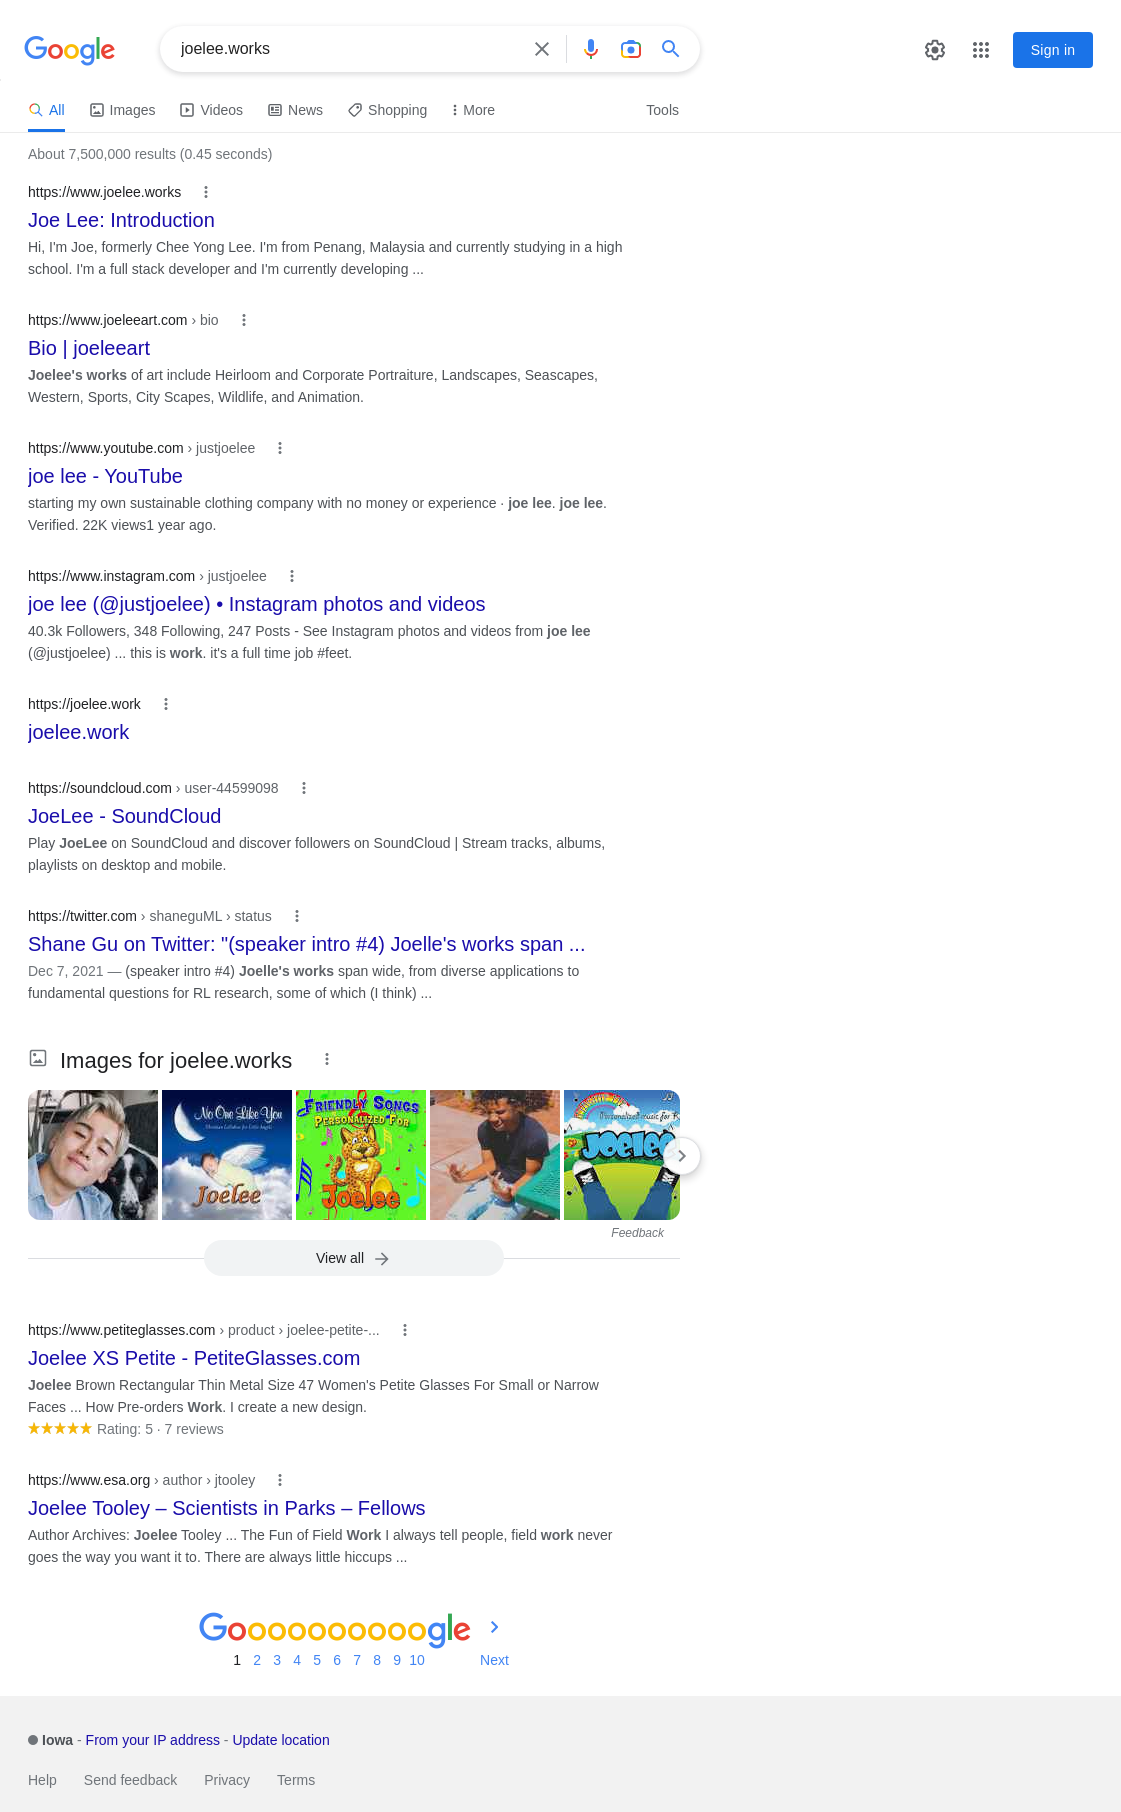 Google
joelee.works
Sign in
All
Images
Videos
News
Shopping
More
Tools
About 7,500,000 results (0.45 seconds)
https://www.joelee.works
Joe Lee: Introduction
Hi, I'm Joe, formerly Chee Yong Lee. I'm from Penang, Malaysia and currently studying in a high
school. I'm a full stack developer and I'm currently developing ...
https://www.joeleeart.com › bio
Bio | joeleeart
Joelee's works of art include Heirloom and Corporate Portraiture, Landscapes, Seascapes,
Western, Sports, City Scapes, Wildlife, and Animation.
https://www.youtube.com › justjoelee
joe lee - YouTube
starting my own sustainable clothing company with no money or experience · joe lee. joe lee.
Verified. 22K views1 year ago.
https://www.instagram.com › justjoelee
joe lee (@justjoelee) • Instagram photos and videos
40.3k Followers, 348 Following, 247 Posts - See Instagram photos and videos from joe lee
(@justjoelee) ... this is work. it's a full time job #feet.
https://joelee.work
joelee.work
https://soundcloud.com › user-44599098
JoeLee - SoundCloud
Play JoeLee on SoundCloud and discover followers on SoundCloud | Stream tracks, albums,
playlists on desktop and mobile.
https://twitter.com › shaneguML › status
Shane Gu on Twitter: "(speaker intro #4) Joelle's works span ...
Dec 7, 2021 — (speaker intro #4) Joelle's works span wide, from diverse applications to
fundamental questions for RL research, some of which (I think) ...
Images for joelee.works
No One Like You
Christian Lullabies for Little Angels
Joelee
FRIENDLY SONGS
PERSONALIZED FOR
Joelee
Personalized music for K
Joelee
Feedback
View all
https://www.petiteglasses.com › product › joelee-petite-...
Joelee XS Petite - PetiteGlasses.com
Joelee Brown Rectangular Thin Metal Size 47 Women's Petite Glasses For Small or Narrow
Faces ... How Pre-orders Work. I create a new design.
Rating: 5 · 7 reviews
https://www.esa.org › author › jtooley
Joelee Tooley – Scientists in Parks – Fellows
Author Archives: Joelee Tooley ... The Fun of Field Work I always tell people, field work never
goes the way you want it to. There are always little hiccups ...
Goooooooooogle
1 2 3 4 5 6 7 8 9 10 Next
Iowa - From your IP address - Update location
Help Send feedback Privacy Terms